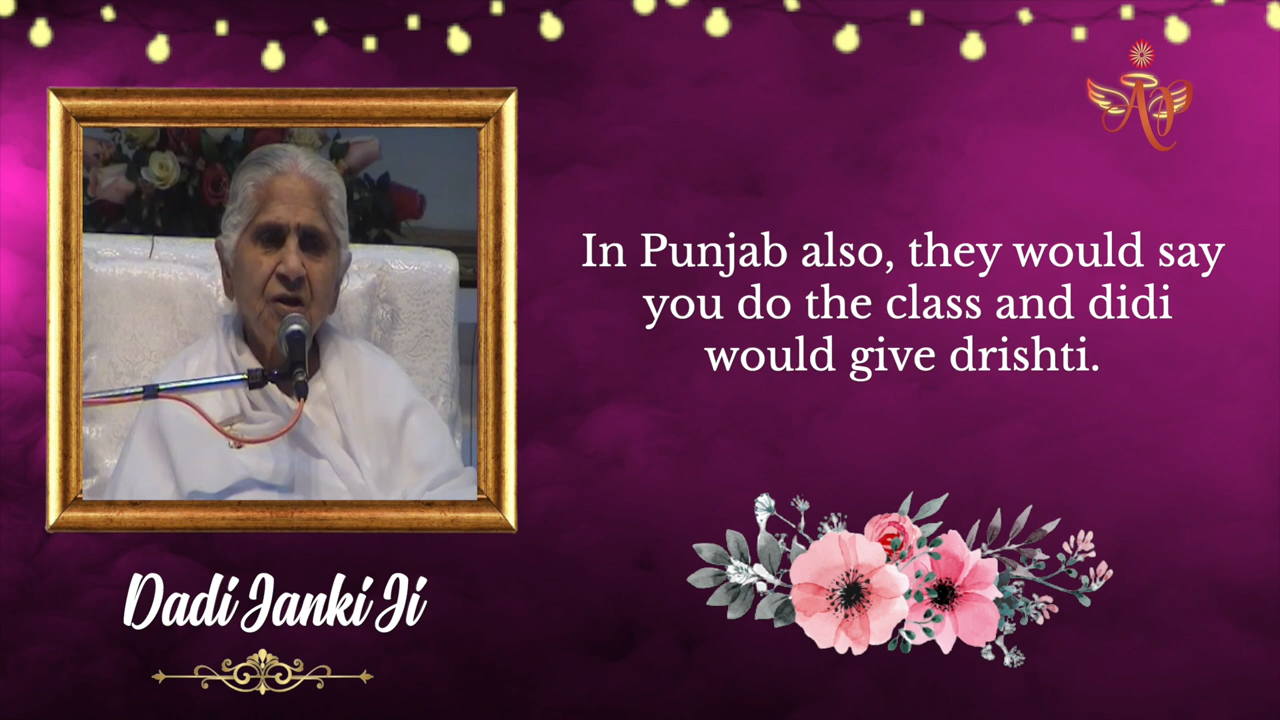 In Punjab also, they would say
you do the class and didi
would give drishti.
Dadi Janki Ji